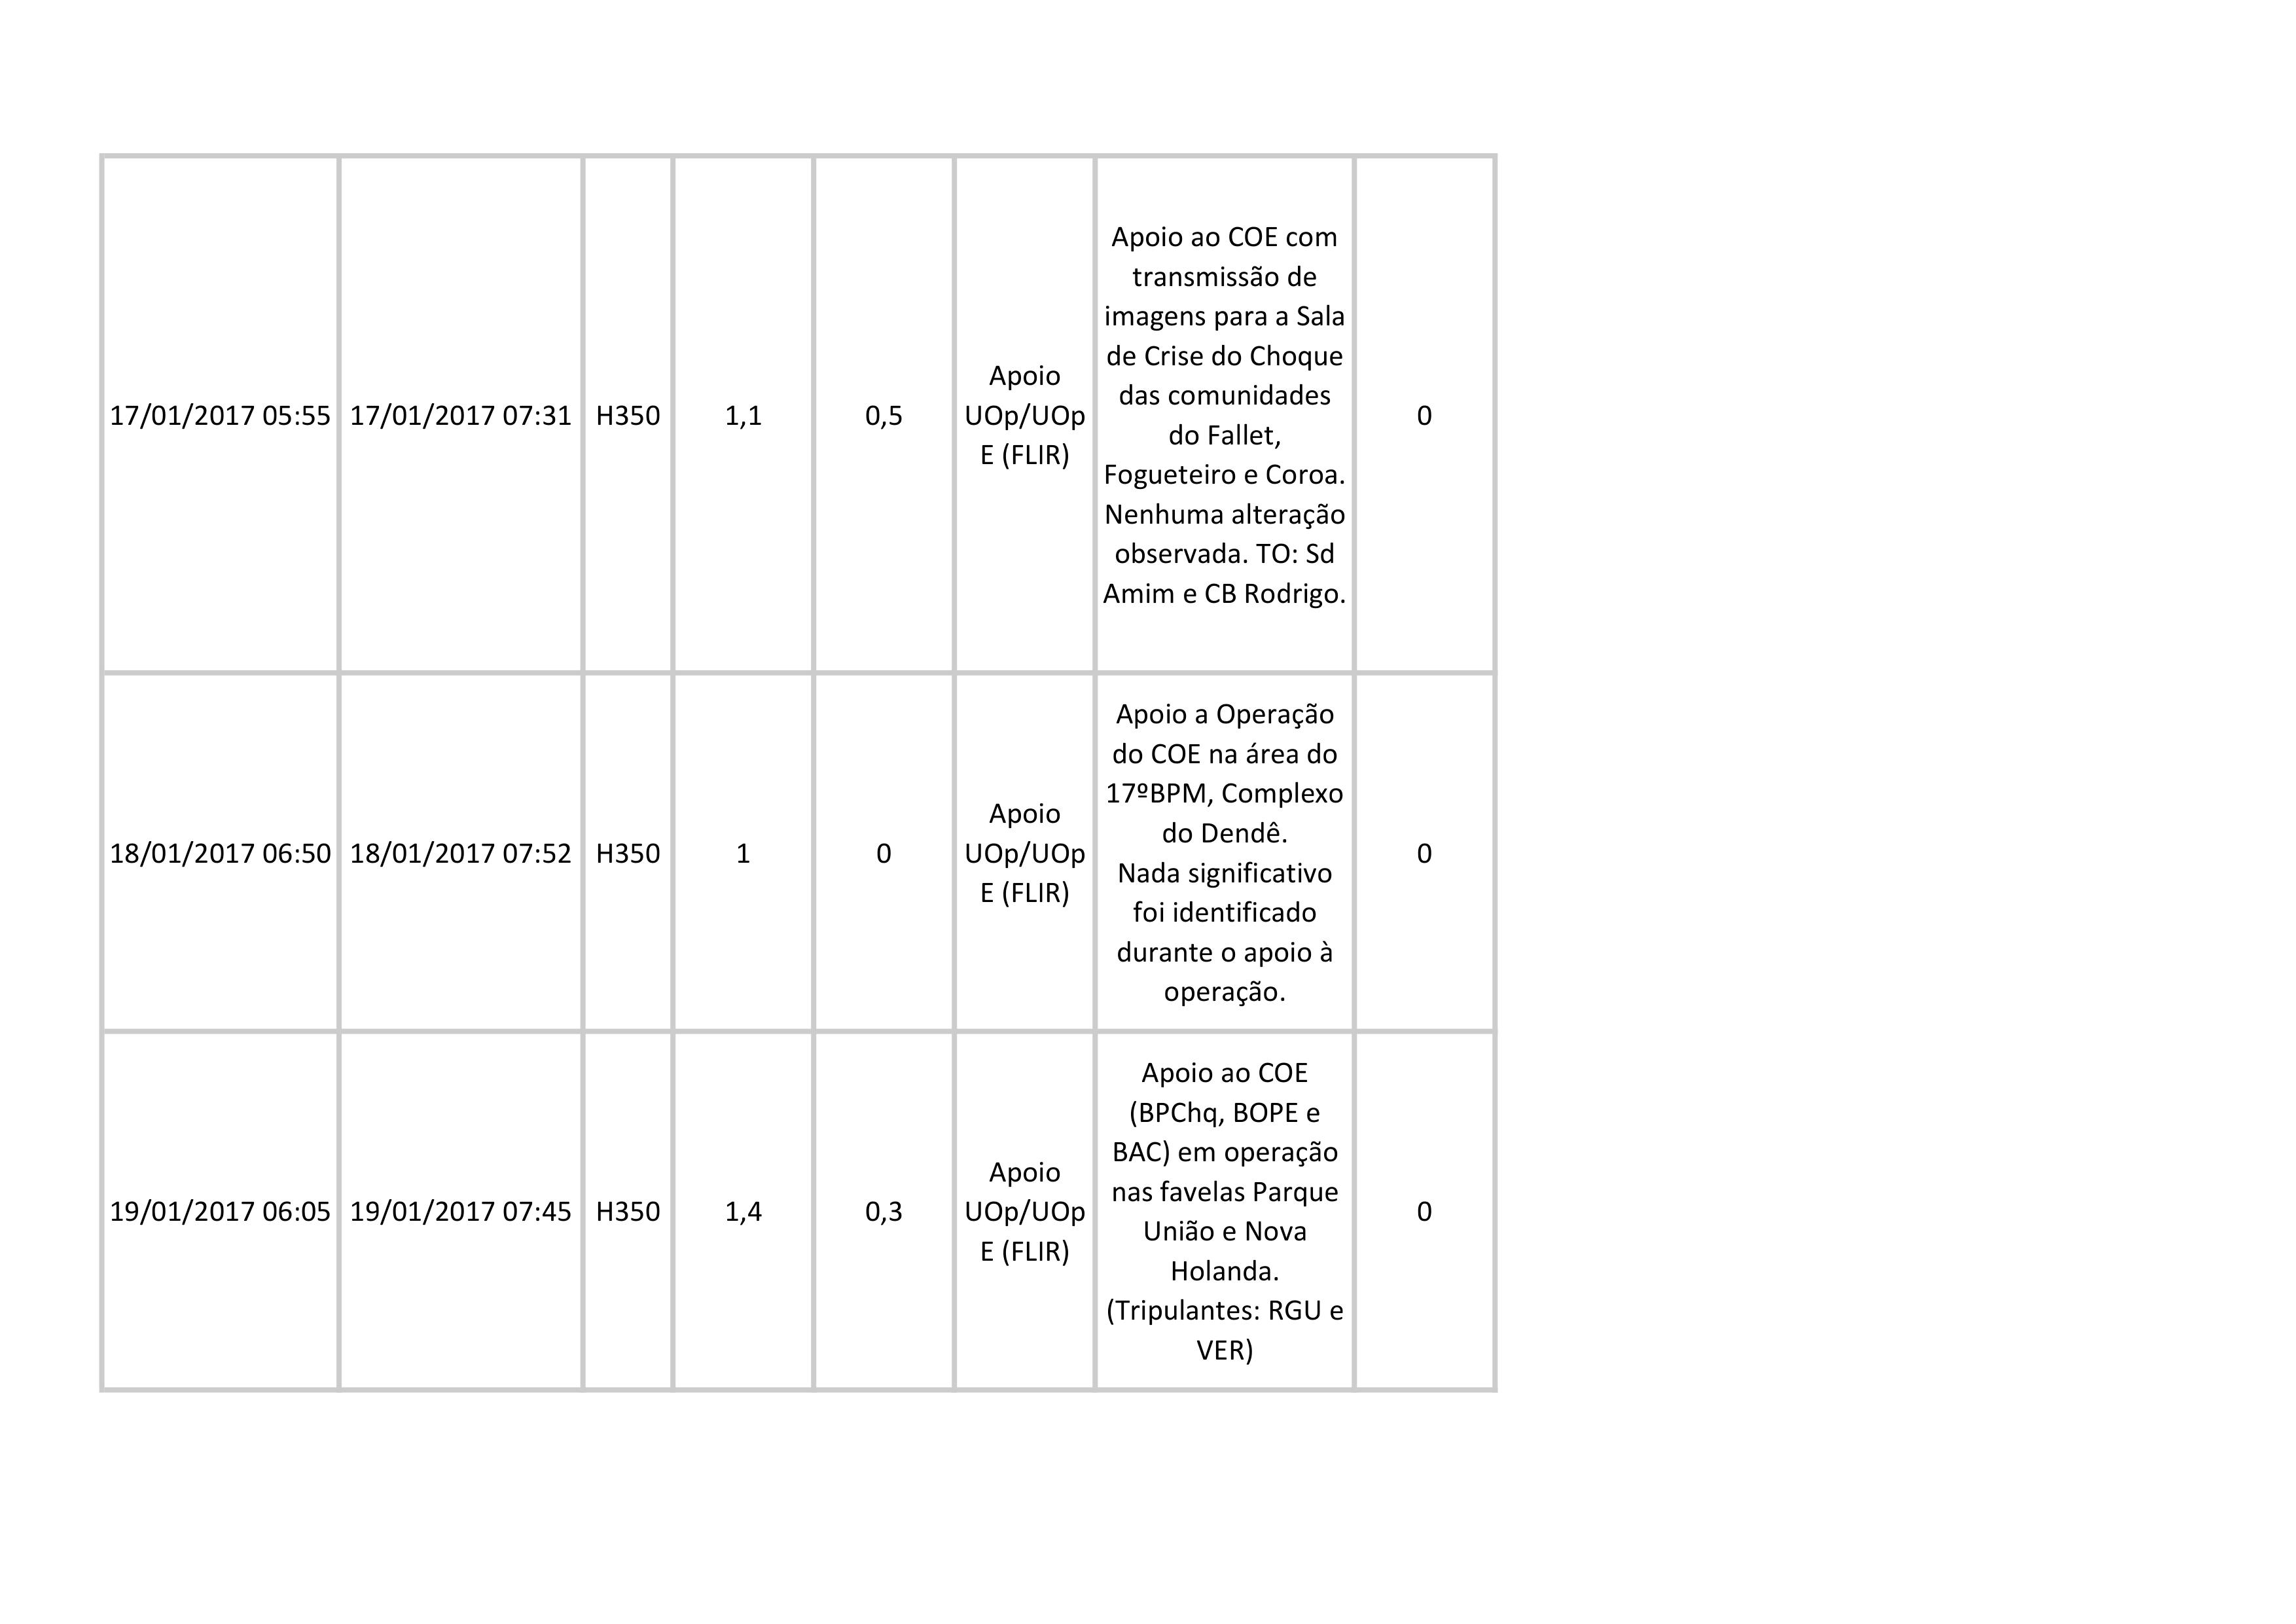 17/01/2017 05:55
17/01/2017 07:31
H350
1,1
0,5
Apoio
UOp/UOp
E (FLIR)
Apoio ao COE com
transmissão de
imagens para a Sala
de Crise do Choque
das comunidades
do Fallet,
Fogueteiro e Coroa.
Nenhuma alteração
observada. TO: Sd
Amim e CB Rodrigo.
0
18/01/2017 06:50
18/01/2017 07:52
H350
1
0
Apoio
UOp/UOp
E (FLIR)
Apoio a Operação
do COE na área do
17ºBPM, Complexo
do Dendê.
Nada significativo
foi identificado
durante o apoio à
operação.
0
19/01/2017 06:05
19/01/2017 07:45
H350
1,4
0,3
Apoio
UOp/UOp
E (FLIR)
Apoio ao COE
(BPChq, BOPE e
BAC) em operação
nas favelas Parque
União e Nova
Holanda.
(Tripulantes: RGU e
VER)
0